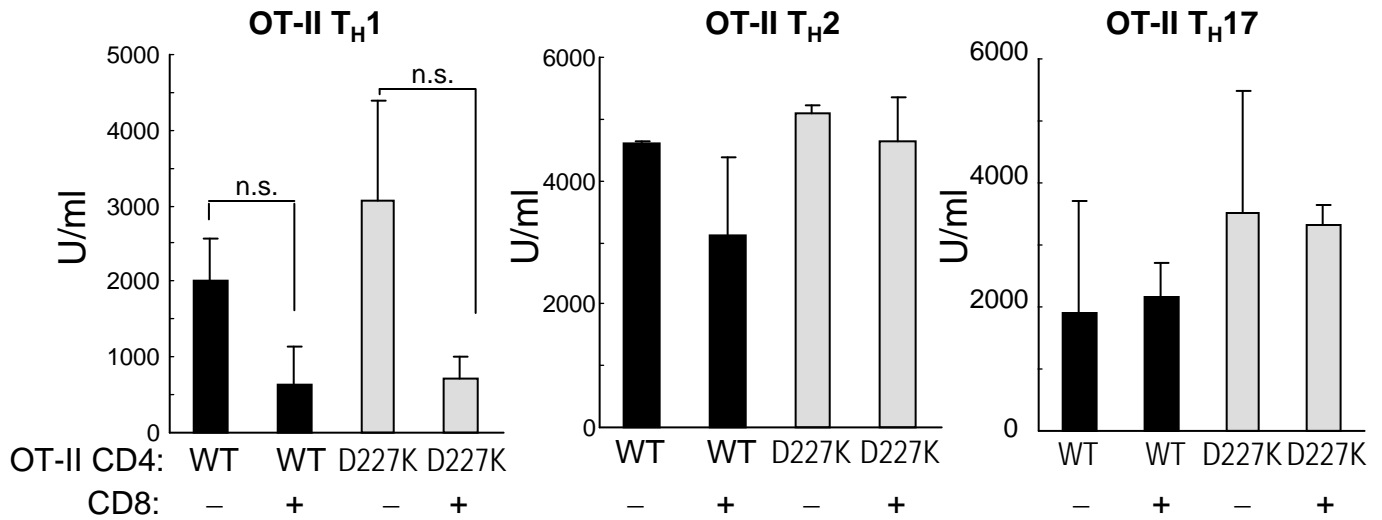 OT-II TH1
5000
4000
3000
2000
1000
0
U/ml
n.s.
n.s.
OT-II TH2
6000
4000
2000
0
U/ml
OT-II TH17
6000
4000
2000
0
U/ml
OT-II CD4: WT WT D227K D227K
CD8: – + – +
WT WT D227K D227K
+ – +
WT WT D227K D227K
– + – +